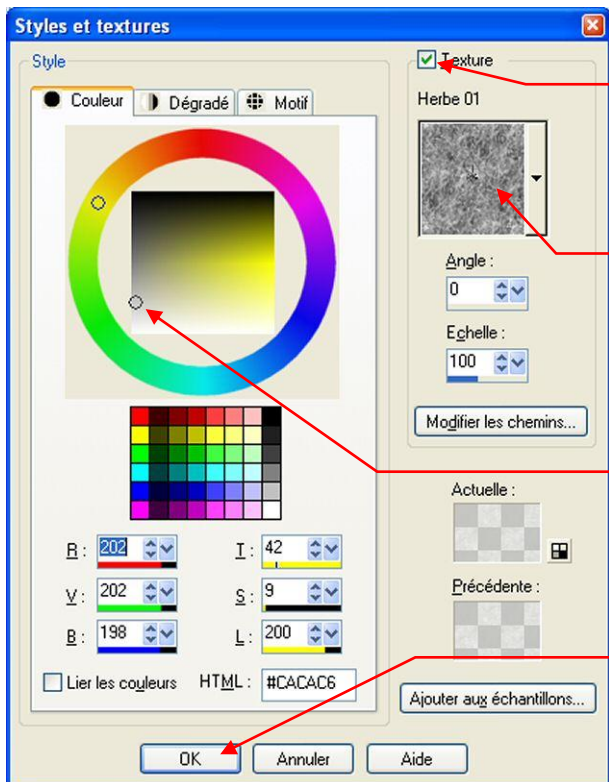 Styles et textures
Style
Couleur
Dégradé
Motif
R : 202
V : 202
B : 198
T : 42
S : 9
L : 200
Lier les couleurs
HTML : #CACAC6
Texture
Herbe 01
Angle :
0
Echelle :
100
Modifier les chemins...
Actuelle :
Précédente :
Ajouter aux échantillons...
OK
Annuler
Aide